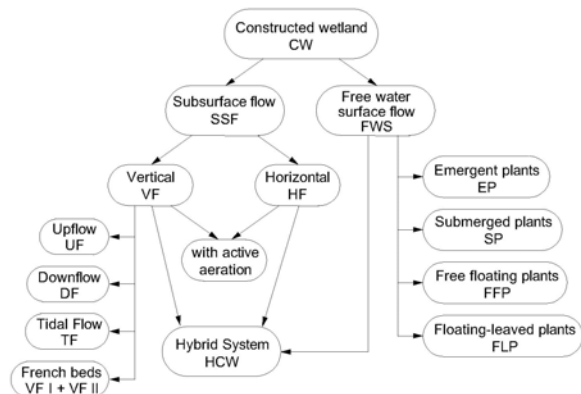 Constructed wetland
CW
Subsurface flow
SSF
Free water
surface flow
FWS
Vertical
VF
Horizontal
HF
Emergent plants
EP
Upflow
UF
with active
aeration
Submerged plants
SP
Downflow
DF
Free floating plants
FFP
Tidal Flow
TF
Hybrid System
HCW
Floating-leaved plants
FLP
French beds
VF I + VF II